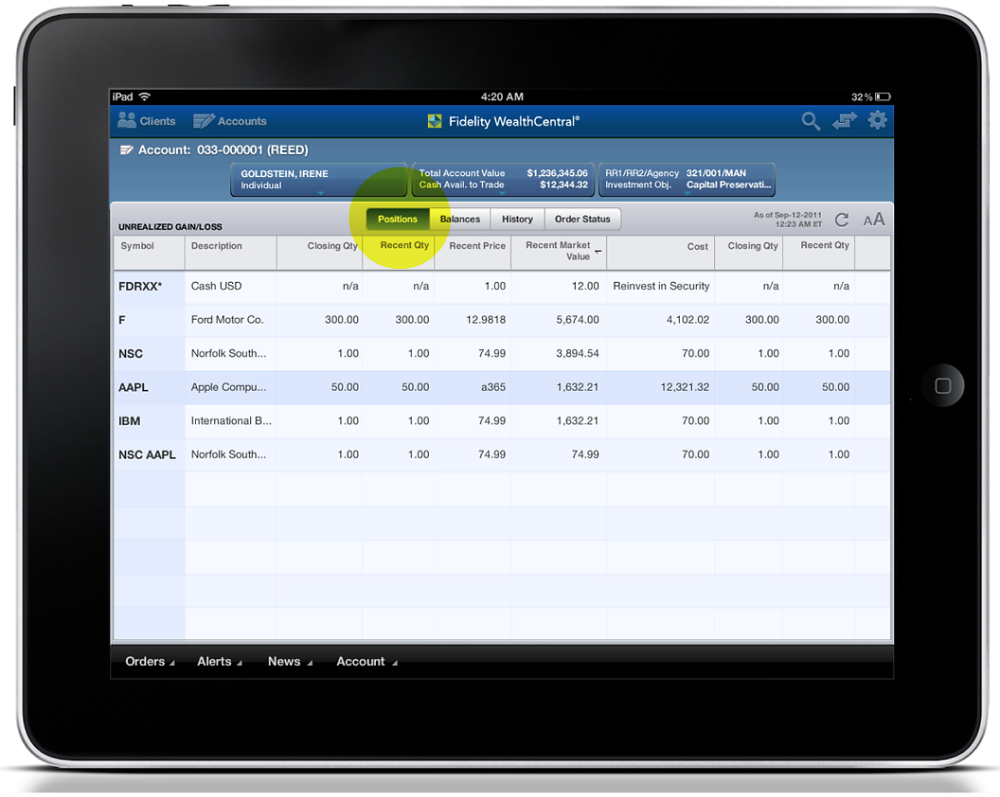 iPad 4:20 AM 32%
Clients Accounts Fidelity WealthCentral®
Account: 033-000001 (REED)
GOLDSTEIN, IRENE Total Account Value $1,236,345.06 RR1/RR2/Agency 321/001/MAN
Individual Cash Avail. to Trade $12,344.32 Investment Obj. Capital Preservati...
UNREALIZED GAIN/LOSS Positions Balances History Order Status As of Sep-12-2011
12:23 AM ET AA
Symbol Description Closing Qty Recent Qty Recent Price Recent Market Cost Closing Qty Recent Qty
Value
FDRXX* Cash USD n/a n/a 1.00 12.00 Reinvest in Security n/a n/a
F Ford Motor Co. 300.00 300.00 12.9818 5,674.00 4,102.02 300.00 300.00
NSC Norfolk South... 1.00 1.00 74.99 3,894.54 70.00 1.00 1.00
AAPL Apple Compu... 50.00 50.00 a365 1,632.21 12,321.32 50.00 50.00
IBM International B... 1.00 1.00 74.99 1,632.21 70.00 1.00 1.00
NSC AAPL Norfolk South... 1.00 1.00 74.99 74.99 70.00 1.00 1.00
Orders Alerts News Account